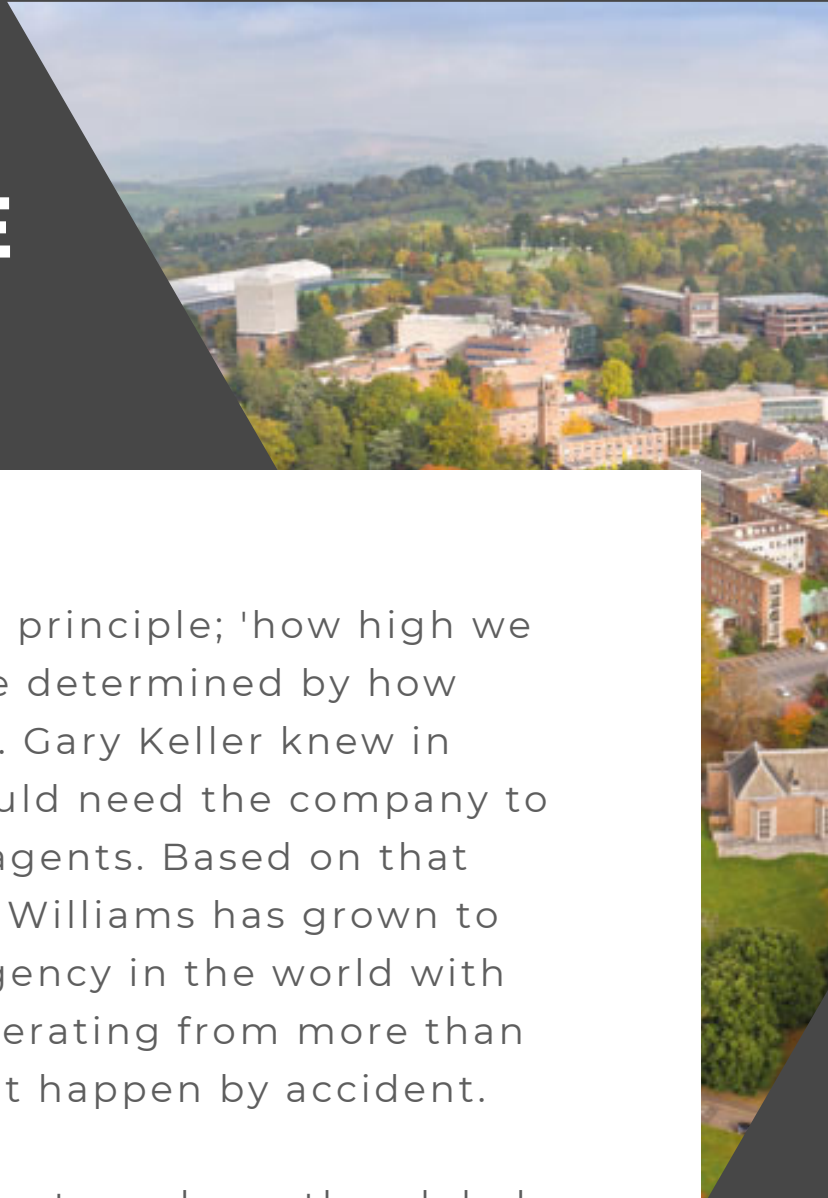 E
principle; 'how high we
e determined by how
. Gary Keller knew in
uld need the company to
agents. Based on that
Williams has grown to
gency in the world with
erating from more than
t happen by accident.